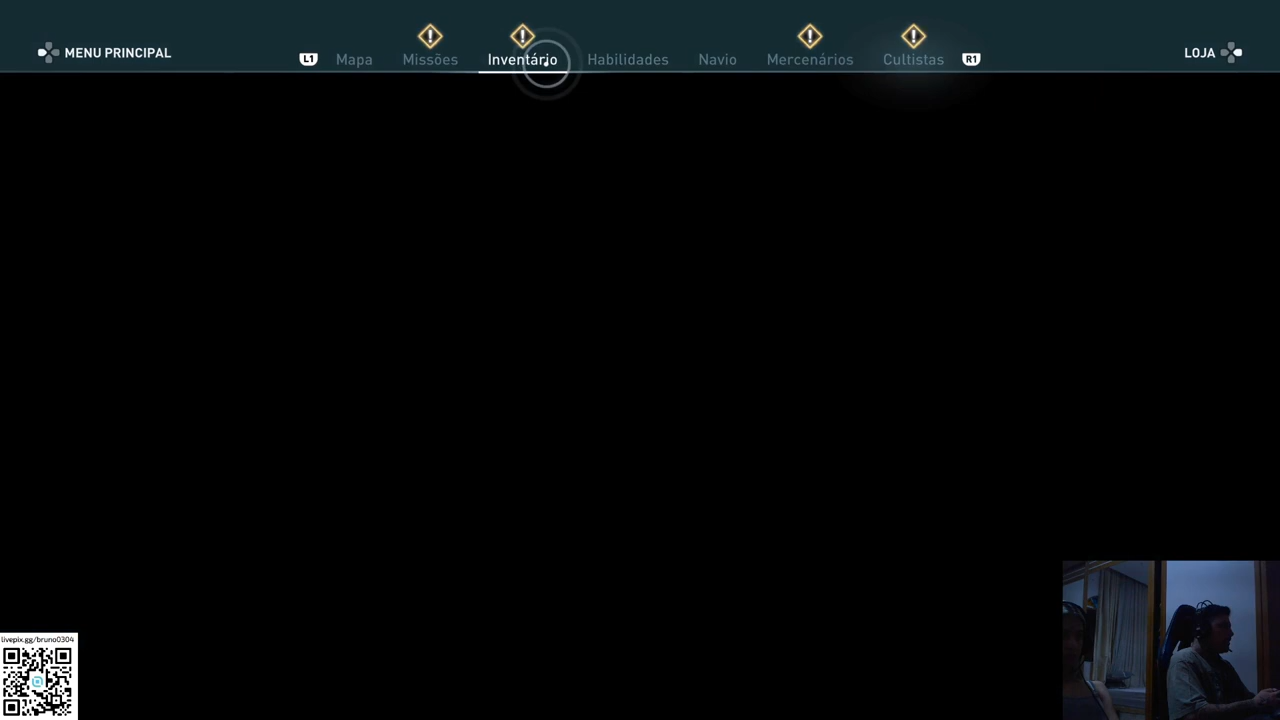 MENU PRINCIPAL
L1 Mapa Missões Inventário Habilidades Navio Mercenários Cultistas R1
LOJA
livepix.gg/bruno0304